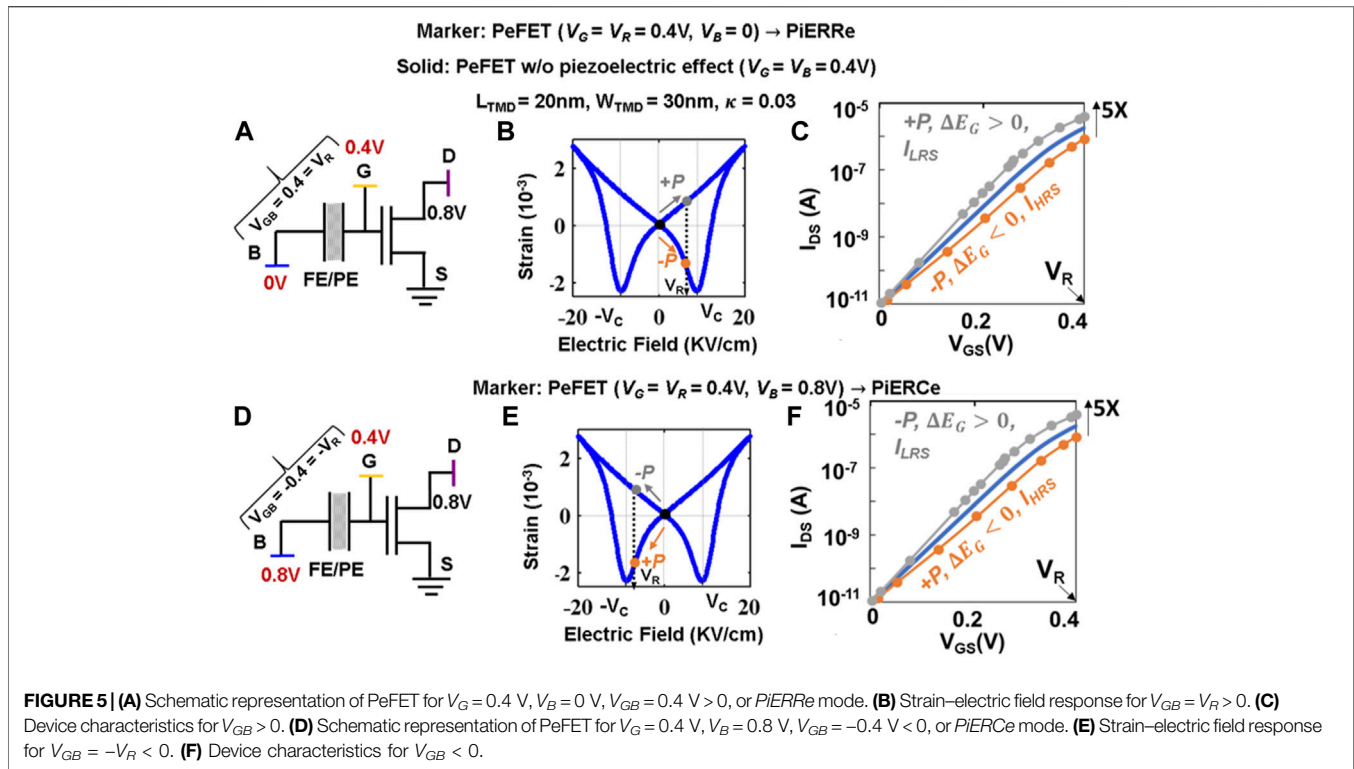 Marker: PeFET (V_G = V_R = 0.4V, V_B = 0) → PiERRe
Solid: PeFET w/o piezoelectric effect (V_G = V_B = 0.4V)
L_TMD = 20nm, W_TMD = 30nm, κ = 0.03
A
V_GB = 0.4 = V_R
0.4V
G
D
0.8V
B
0V
FE/PE
S
B
Strain (10^-3)
2
0
-2
+P
-P
V_R
-20
-V_C
0
V_C
20
Electric Field (KV/cm)
C
I_DS (A)
10^-5
10^-7
10^-9
10^-11
+P, ΔE_G > 0,
I_LRS
5X
-P, ΔE_G < 0, I_HRS
V_R
0
0.2
0.4
V_GS(V)
Marker: PeFET (V_G = V_R = 0.4V, V_B = 0.8V) → PiERCe
D
V_GB = -0.4 = -V_R
0.4V
G
D
0.8V
B
0.8V
FE/PE
S
E
Strain (10^-3)
2
0
-2
-P
+P
V_R
-20
-V_C
0
V_C
20
Electric Field (KV/cm)
F
I_DS (A)
10^-5
10^-7
10^-9
10^-11
-P, ΔE_G > 0,
I_LRS
5X
+P, ΔE_G < 0, I_HRS
V_R
0
0.2
0.4
V_GS(V)
FIGURE 5 | (A) Schematic representation of PeFET for V_G = 0.4 V, V_B = 0 V, V_GB = 0.4 V > 0, or PiERRe mode. (B) Strain–electric field response for V_GB = V_R > 0. (C)
Device characteristics for V_GB > 0. (D) Schematic representation of PeFET for V_G = 0.4 V, V_B = 0.8 V, V_GB = −0.4 V < 0, or PiERCe mode. (E) Strain–electric field response
for V_GB = −V_R < 0. (F) Device characteristics for V_GB < 0.